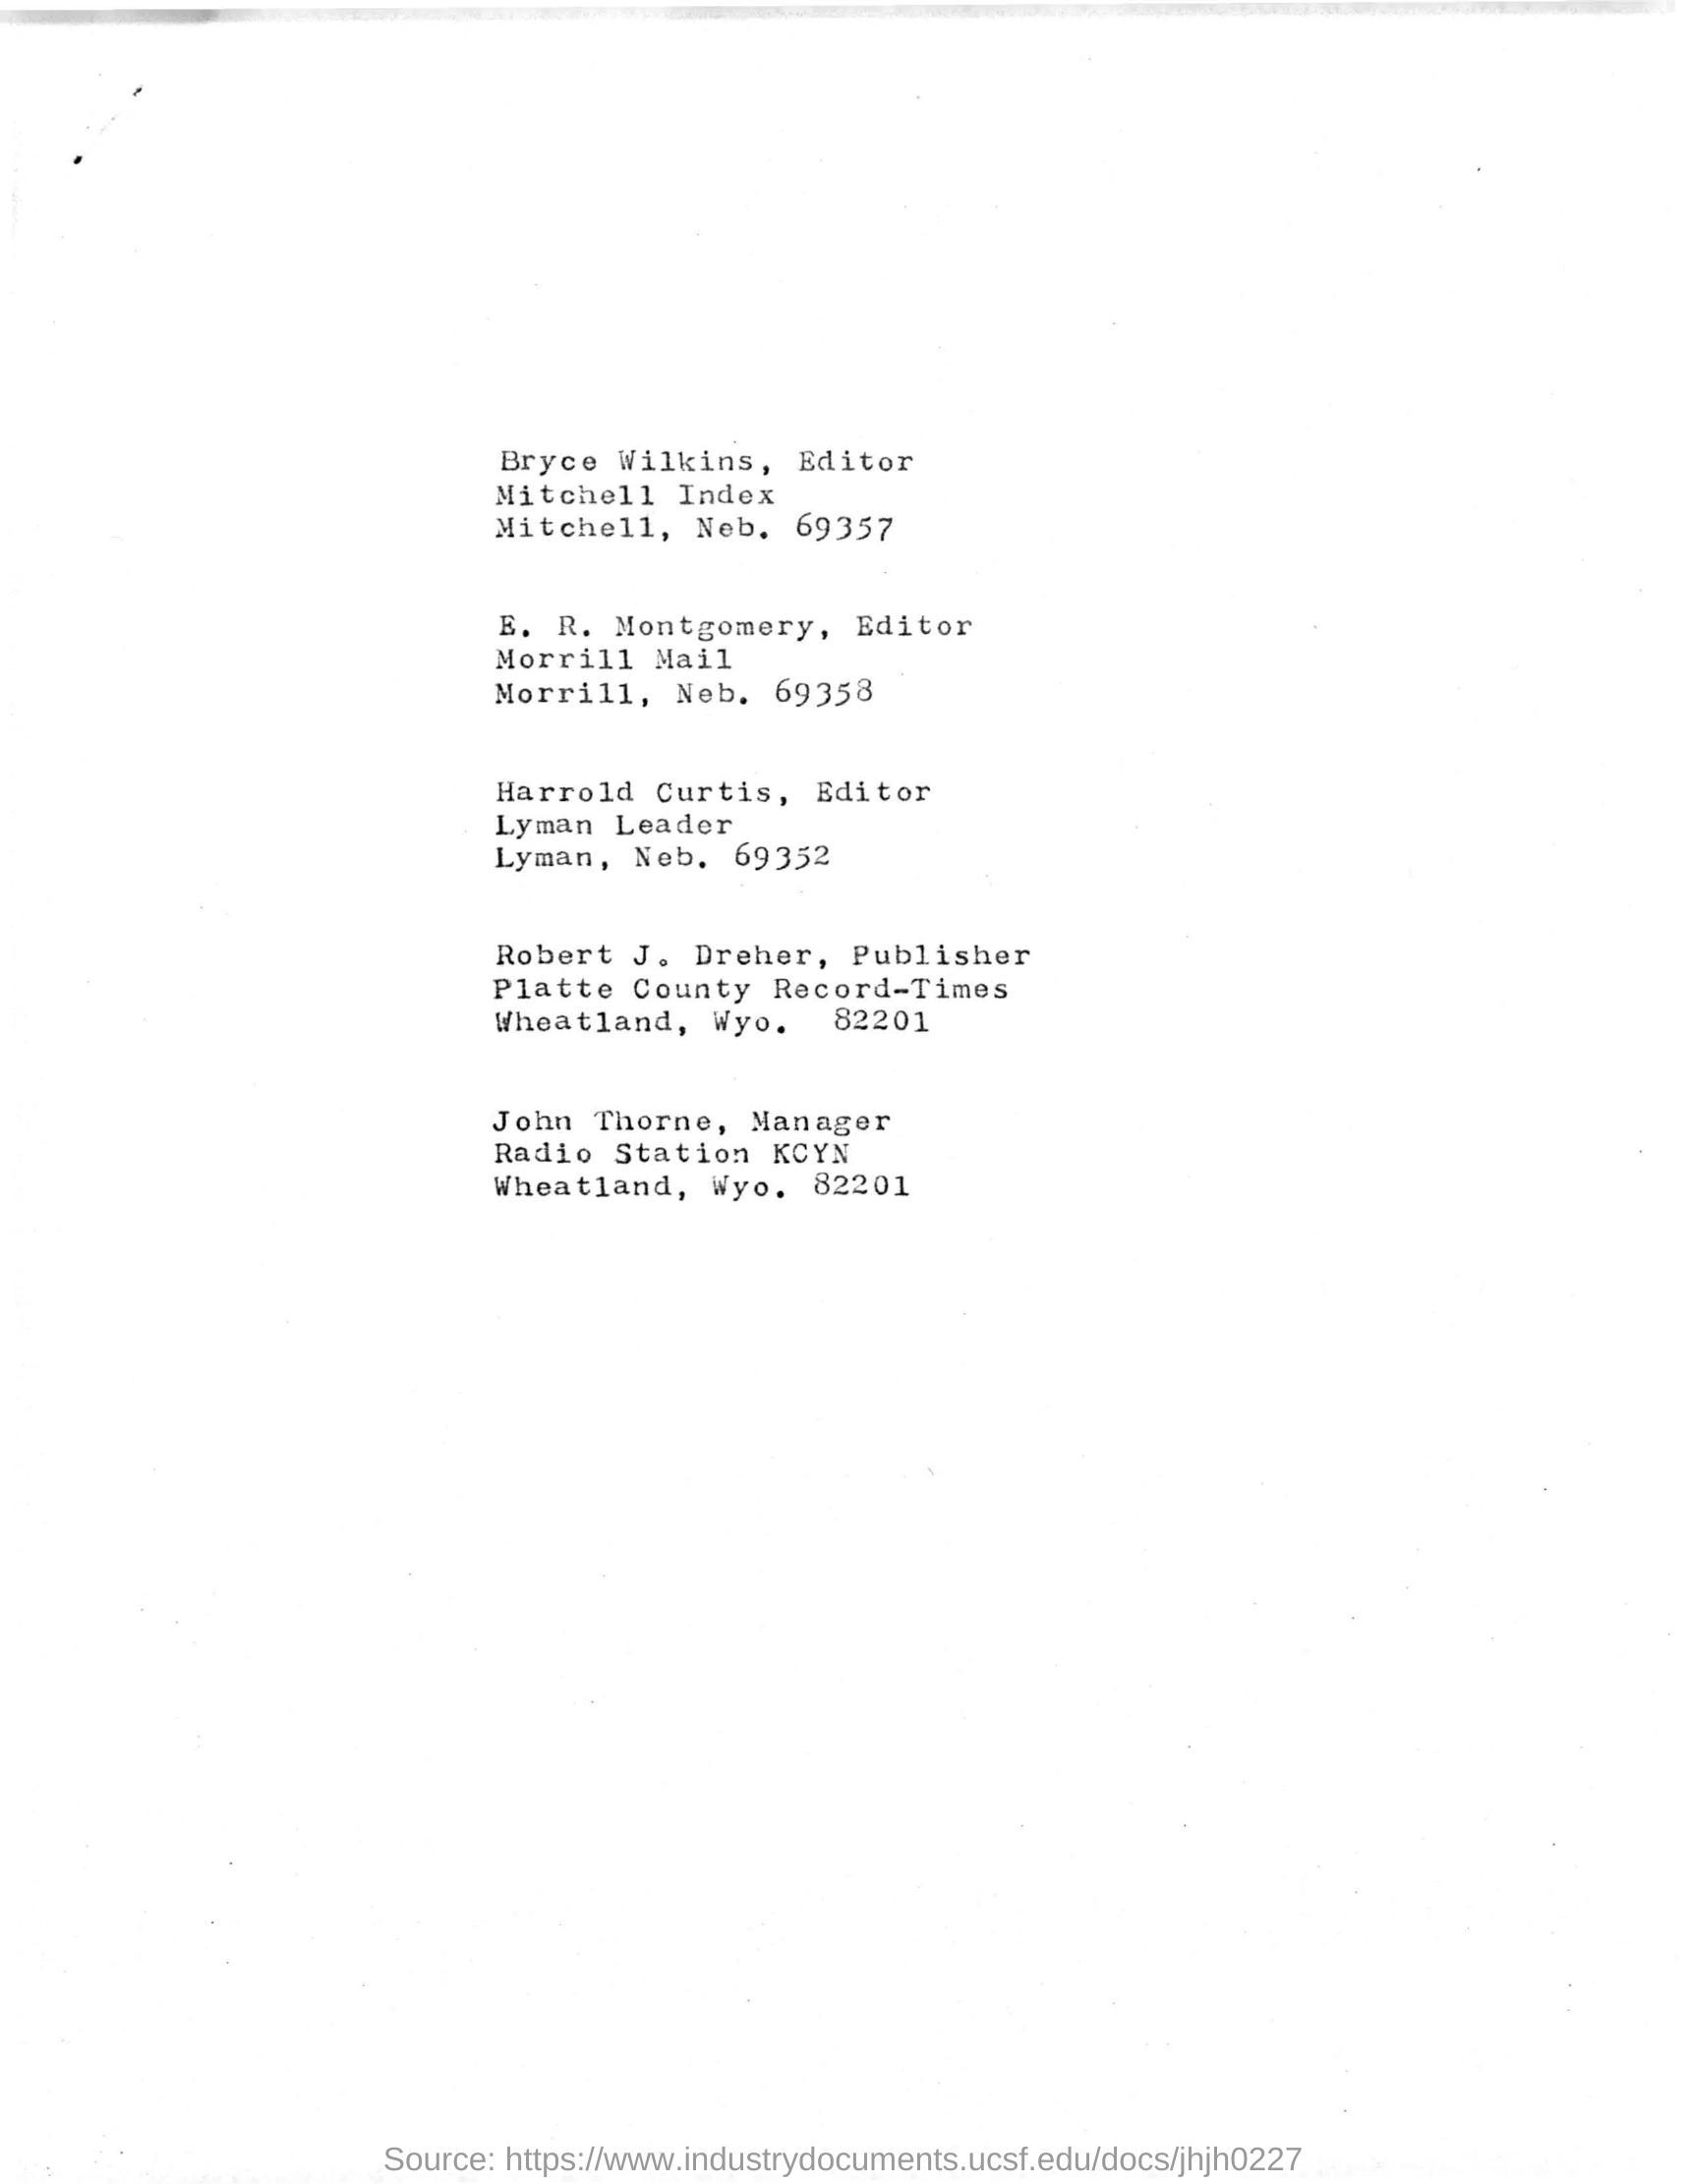 Bryce Wilkins, Editor
Mitchell Index
Mitchell, Neb. 69357
E. R. Montgomery, Editor
Morrill Mail
Morrill, Neb. 69358
Harrold Curtis, Editor
Lyman Leader
Lyman, Neb. 69352
Robert J. Dreher, Publisher
Platte County Record-Times
Wheatland, Wyo. 82201
John Thorne, Manager
Radio Station KCYN
Wheatland, Wyo. 82201
Source: https://www.industrydocuments.ucsf.edu/docs/jhjh0227